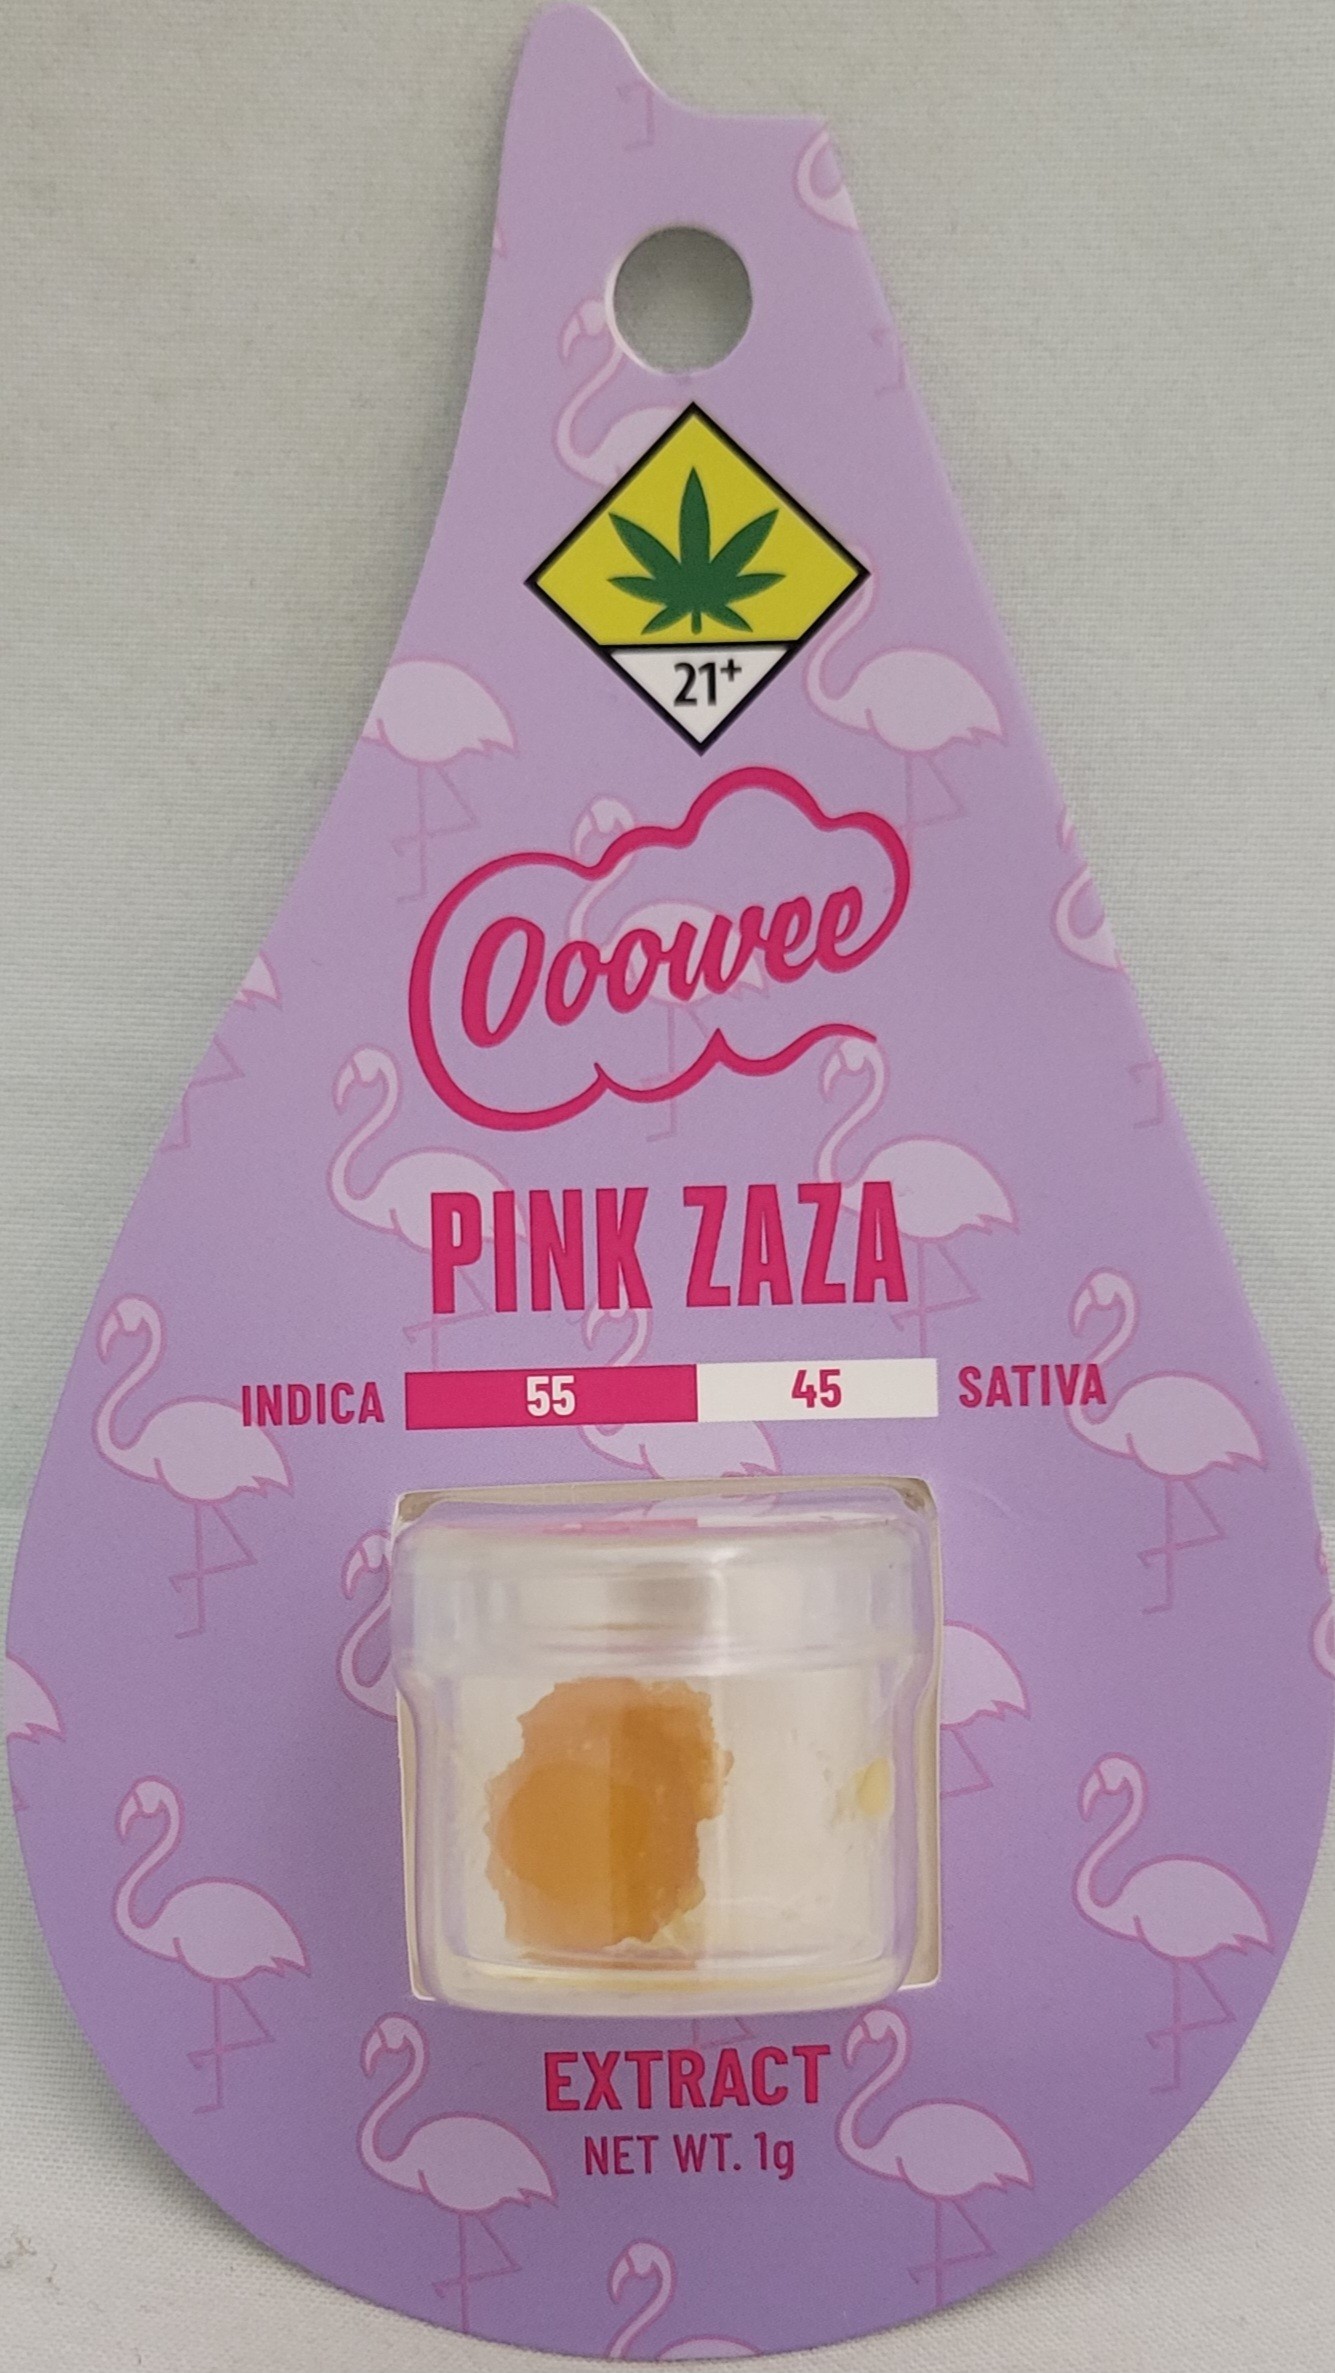 21+
Ooowee
PINK ZAZA
INDICA 55 45 SATIVA
EXTRACT
NET WT. 1g